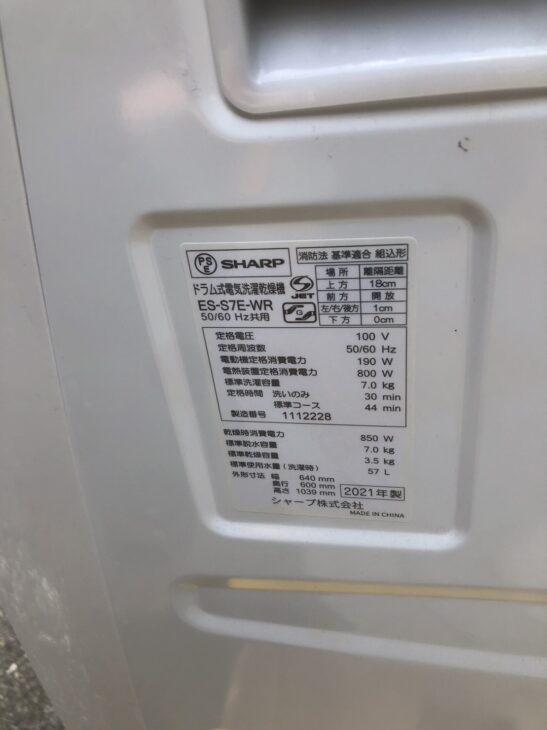 PS E SHARP
消防法 基準適合 組込形
ドラム式電気洗濯乾燥機
ES-S7E-WR
50/60 Hz共用
JET
G
場所 離隔距離
上方 18cm
前方 開放
左/右/後方 1cm
下方 0cm
定格電圧 100 V
定格周波数 50/60 Hz
電動機定格消費電力 190 W
電熱装置定格消費電力 800 W
標準洗濯容量 7.0 kg
定格時間 洗いのみ 30 min
標準コース 44 min
製造番号 1112228
乾燥時消費電力 850 W
標準脱水容量 7.0 kg
標準乾燥容量 3.5 kg
標準使用水量(洗濯時) 57 L
外形寸法 幅 640 mm
奥行 600 mm
高さ 1039 mm
2021年製
シャープ株式会社
MADE IN CHINA